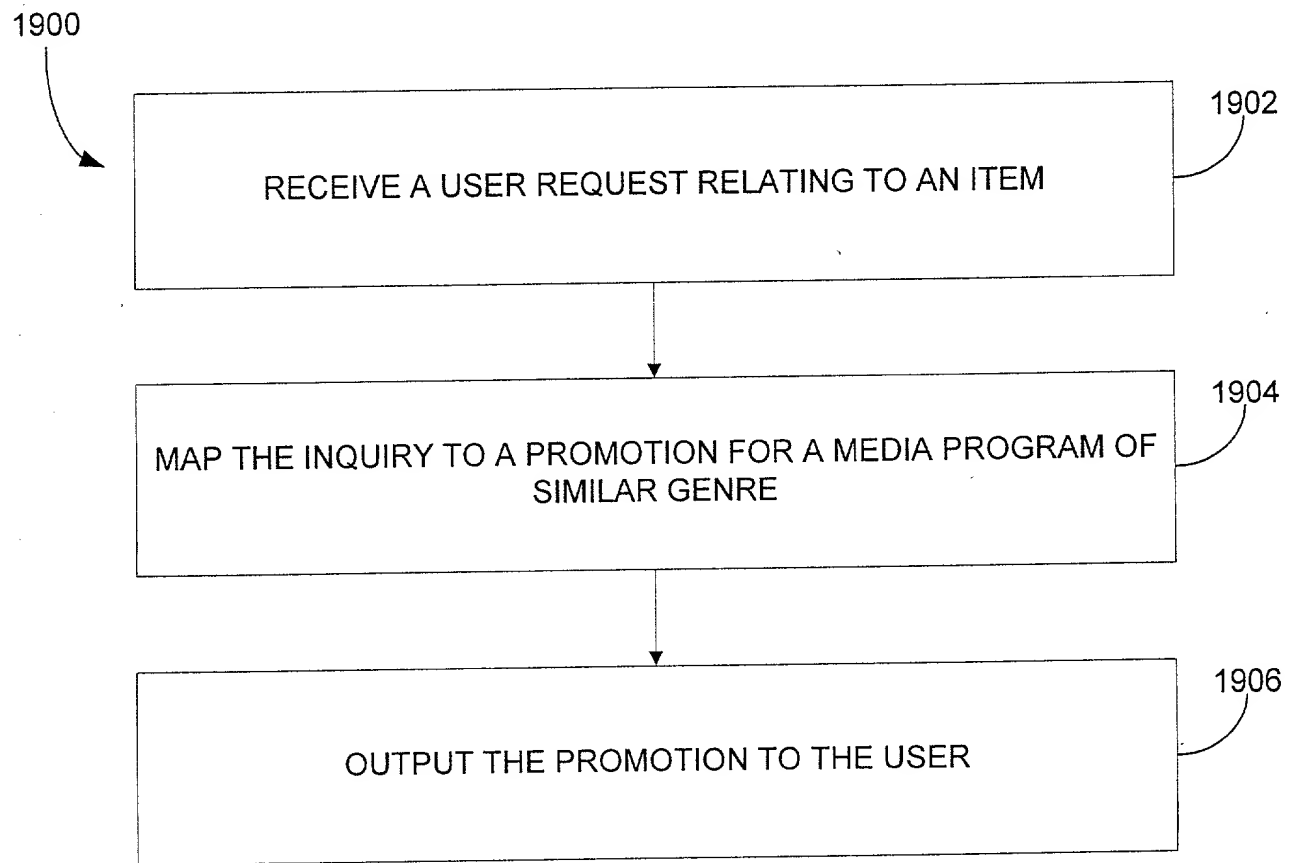 1900
1902
RECEIVE A USER REQUEST RELATING TO AN ITEM
1904
MAP THE INQUIRY TO A PROMOTION FOR A MEDIA PROGRAM OF
SIMILAR GENRE
1906
OUTPUT THE PROMOTION TO THE USER